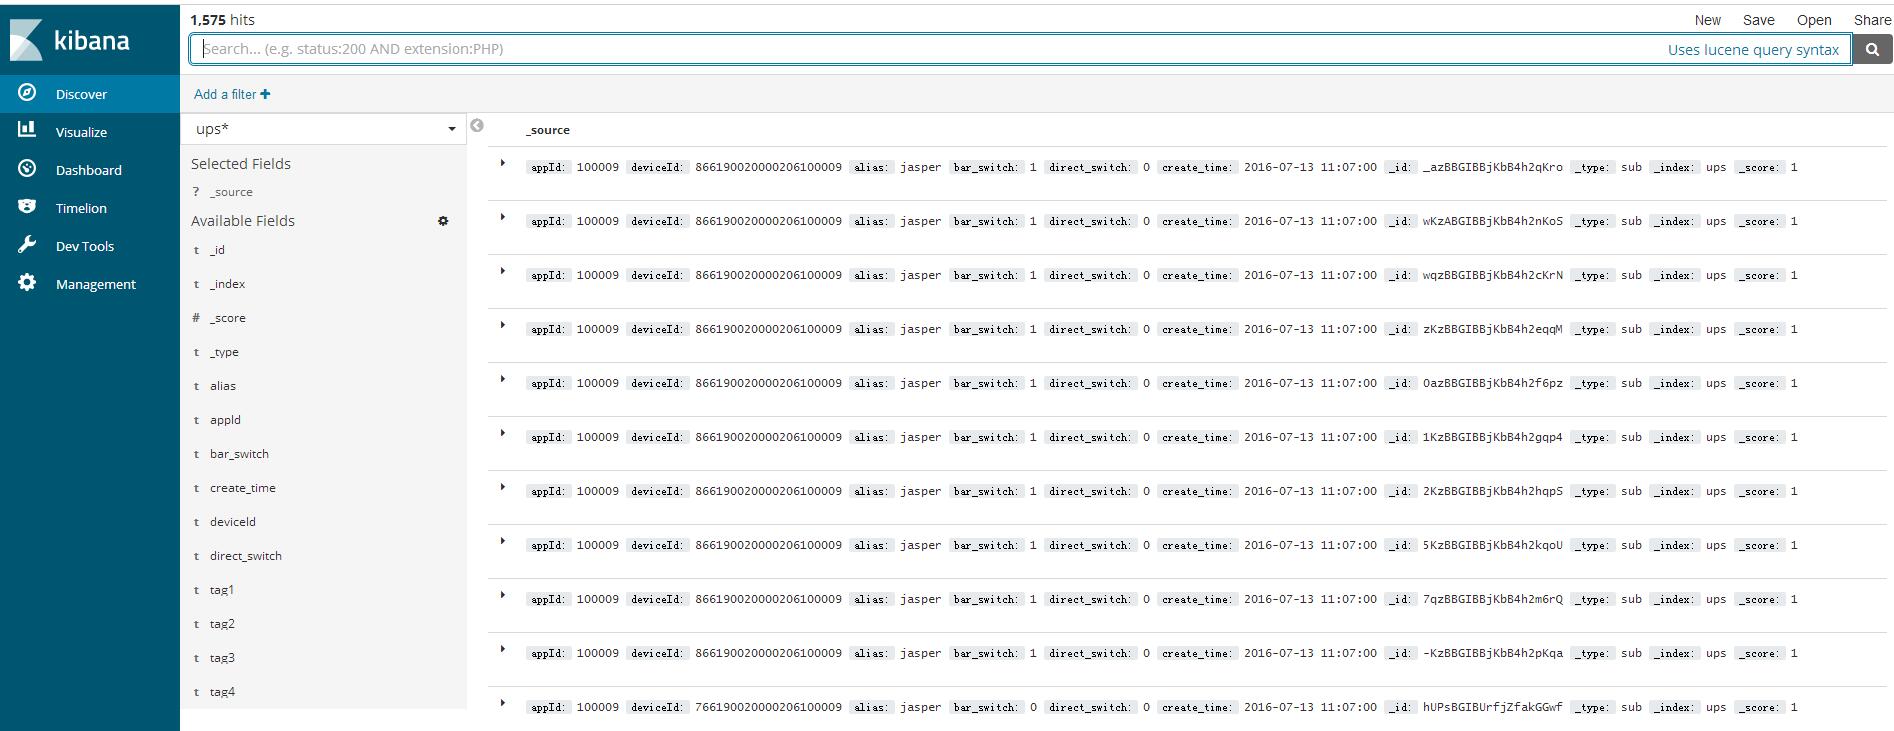 kibana
Discover
Visualize
Dashboard
Timelion
Dev Tools
Management
1,575 hits
New Save Open Share
Search... (e.g. status:200 AND extension:PHP) Uses lucene query syntax
Add a filter +
ups*
Selected Fields
? _source
Available Fields
t _id
t _index
# _score
t _type
t alias
t appId
t bar_switch
t create_time
t deviceId
t direct_switch
t tag1
t tag2
t tag3
t tag4
_source
appId: 100009 deviceId: 866190020000206100009 alias: jasper bar_switch: 1 direct_switch: 0 create_time: 2016-07-13 11:07:00 _id: _azBBGIBBjKbB4h2qKro _type: sub _index: ups _score: 1
appId: 100009 deviceId: 866190020000206100009 alias: jasper bar_switch: 1 direct_switch: 0 create_time: 2016-07-13 11:07:00 _id: wKzABGIBBjKbB4h2nKoS _type: sub _index: ups _score: 1
appId: 100009 deviceId: 866190020000206100009 alias: jasper bar_switch: 1 direct_switch: 0 create_time: 2016-07-13 11:07:00 _id: wqzBBGIBBjKbB4h2cKrN _type: sub _index: ups _score: 1
appId: 100009 deviceId: 866190020000206100009 alias: jasper bar_switch: 1 direct_switch: 0 create_time: 2016-07-13 11:07:00 _id: zKzBBGIBBjKbB4h2eqqM _type: sub _index: ups _score: 1
appId: 100009 deviceId: 866190020000206100009 alias: jasper bar_switch: 1 direct_switch: 0 create_time: 2016-07-13 11:07:00 _id: 0azBBGIBBjKbB4h2f6pz _type: sub _index: ups _score: 1
appId: 100009 deviceId: 866190020000206100009 alias: jasper bar_switch: 1 direct_switch: 0 create_time: 2016-07-13 11:07:00 _id: 1KzBBGIBBjKbB4h2gqp4 _type: sub _index: ups _score: 1
appId: 100009 deviceId: 866190020000206100009 alias: jasper bar_switch: 1 direct_switch: 0 create_time: 2016-07-13 11:07:00 _id: 2KzBBGIBBjKbB4h2hqpS _type: sub _index: ups _score: 1
appId: 100009 deviceId: 866190020000206100009 alias: jasper bar_switch: 1 direct_switch: 0 create_time: 2016-07-13 11:07:00 _id: 5KzBBGIBBjKbB4h2kqoU _type: sub _index: ups _score: 1
appId: 100009 deviceId: 866190020000206100009 alias: jasper bar_switch: 1 direct_switch: 0 create_time: 2016-07-13 11:07:00 _id: 7qzBBGIBBjKbB4h2m6rQ _type: sub _index: ups _score: 1
appId: 100009 deviceId: 866190020000206100009 alias: jasper bar_switch: 1 direct_switch: 0 create_time: 2016-07-13 11:07:00 _id: -KzBBGIBBjKbB4h2pKqa _type: sub _index: ups _score: 1
appId: 100009 deviceId: 766190020000206100009 alias: jasper bar_switch: 0 direct_switch: 0 create_time: 2016-07-13 11:07:00 _id: hUPsBGIBUrfjZfakGGwf _type: sub _index: ups _score: 1